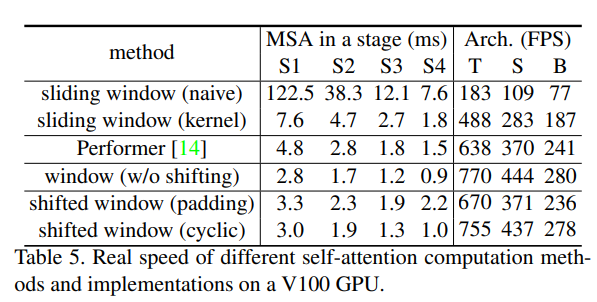 method MSA in a stage (ms) Arch. (FPS)
S1 S2 S3 S4 T S B
sliding window (naive) 122.5 38.3 12.1 7.6 183 109 77
sliding window (kernel) 7.6 4.7 2.7 1.8 488 283 187
Performer [14] 4.8 2.8 1.8 1.5 638 370 241
window (w/o shifting) 2.8 1.7 1.2 0.9 770 444 280
shifted window (padding) 3.3 2.3 1.9 2.2 670 371 236
shifted window (cyclic) 3.0 1.9 1.3 1.0 755 437 278
Table 5. Real speed of different self-attention computation meth-
ods and implementations on a V100 GPU.